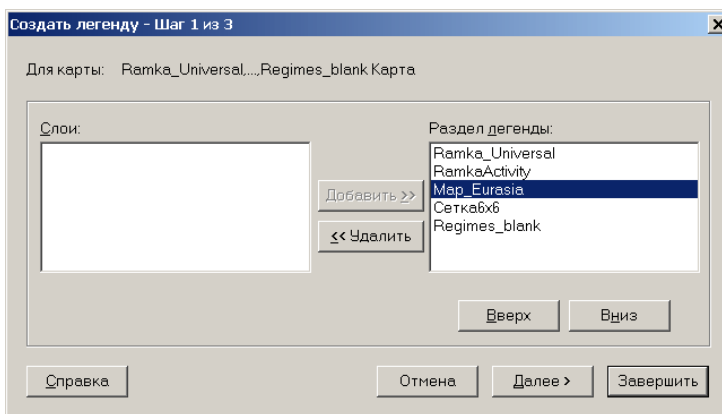 Создать легенду - Шаг 1 из 3
Для карты: Ramka_Universal,...,Regimes_blank Карта
Слои:
Раздел легенды:
Ramka_Universal
RamkaActivity
Map_Eurasia
Сетка6x6
Regimes_blank
Добавить >>
<< Удалить
Вверх
Вниз
Справка
Отмена
Далее >
Завершить